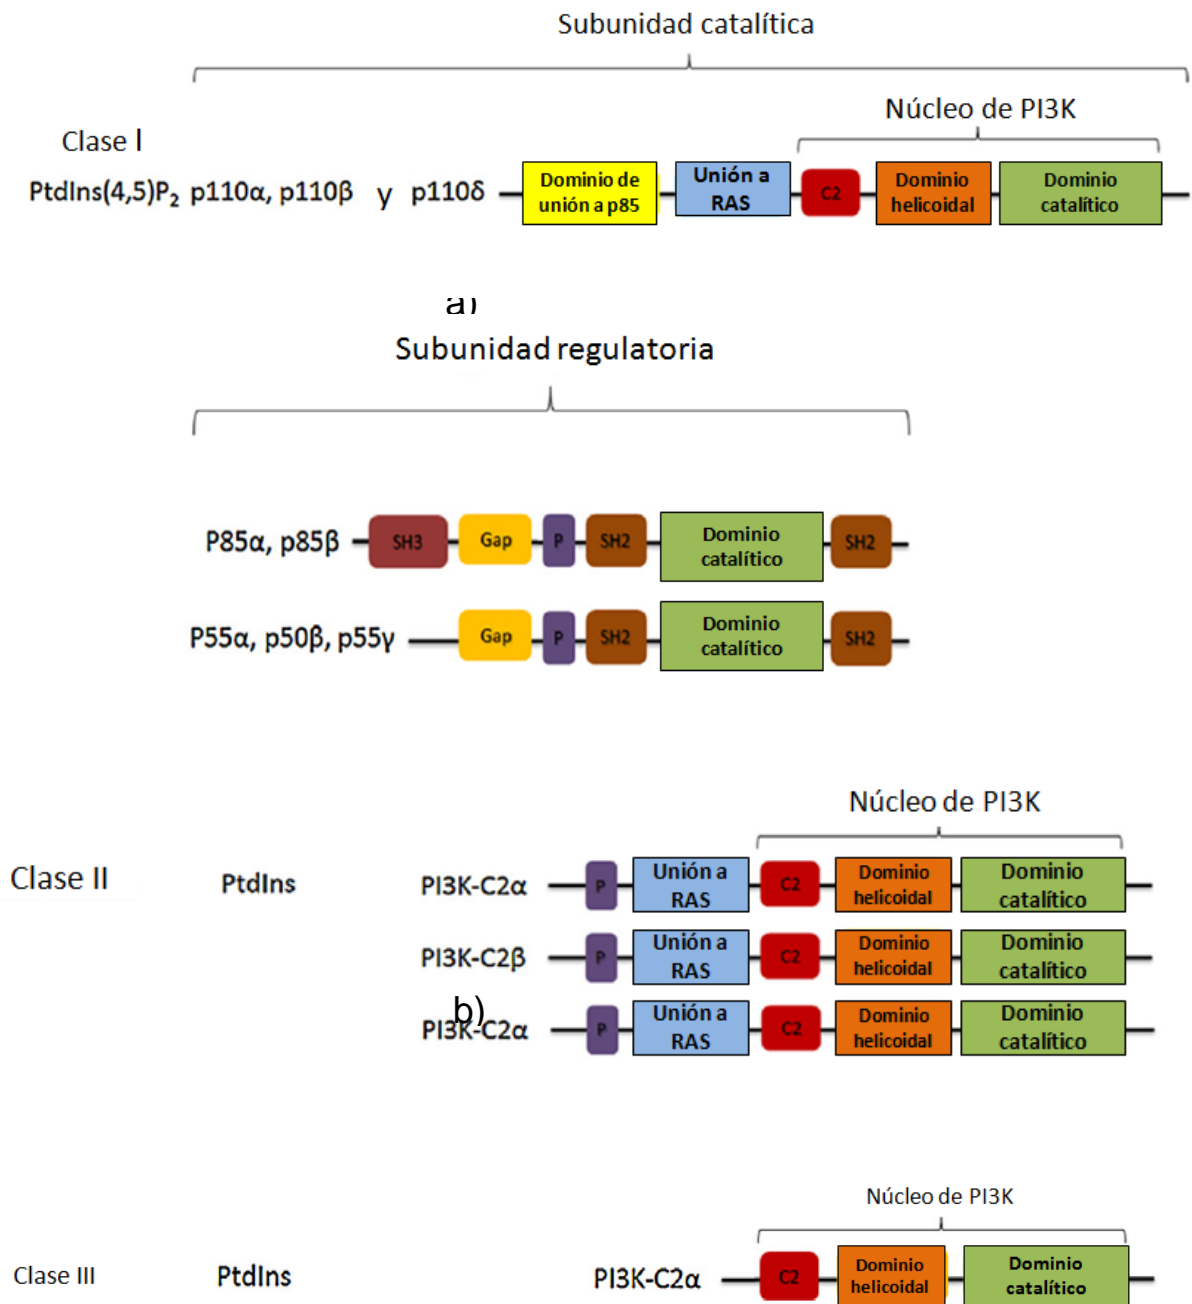 Subunidad catalítica
Núcleo de PI3K
Clase I
PtdIns(4,5)P₂ p110α, p110β y p110δ
Dominio de
unión a p85
Unión a
RAS
C2
Dominio
helicoidal
Dominio
catalítico
a)
Subunidad regulatoria
P85α, p85β
SH3
Gap
P
SH2
Dominio
catalítico
SH2
P55α, p50β, p55γ
Gap
P
SH2
Dominio
catalítico
SH2
Núcleo de PI3K
Clase II
PtdIns
PI3K-C2α
P
Unión a
RAS
C2
Dominio
helicoidal
Dominio
catalítico
PI3K-C2β
P
Unión a
RAS
C2
Dominio
helicoidal
Dominio
catalítico
b)
PI3K-C2α
P
Unión a
RAS
C2
Dominio
helicoidal
Dominio
catalítico
Núcleo de PI3K
Clase III
PtdIns
PI3K-C2α
C2
Dominio
helicoidal
Dominio
catalítico